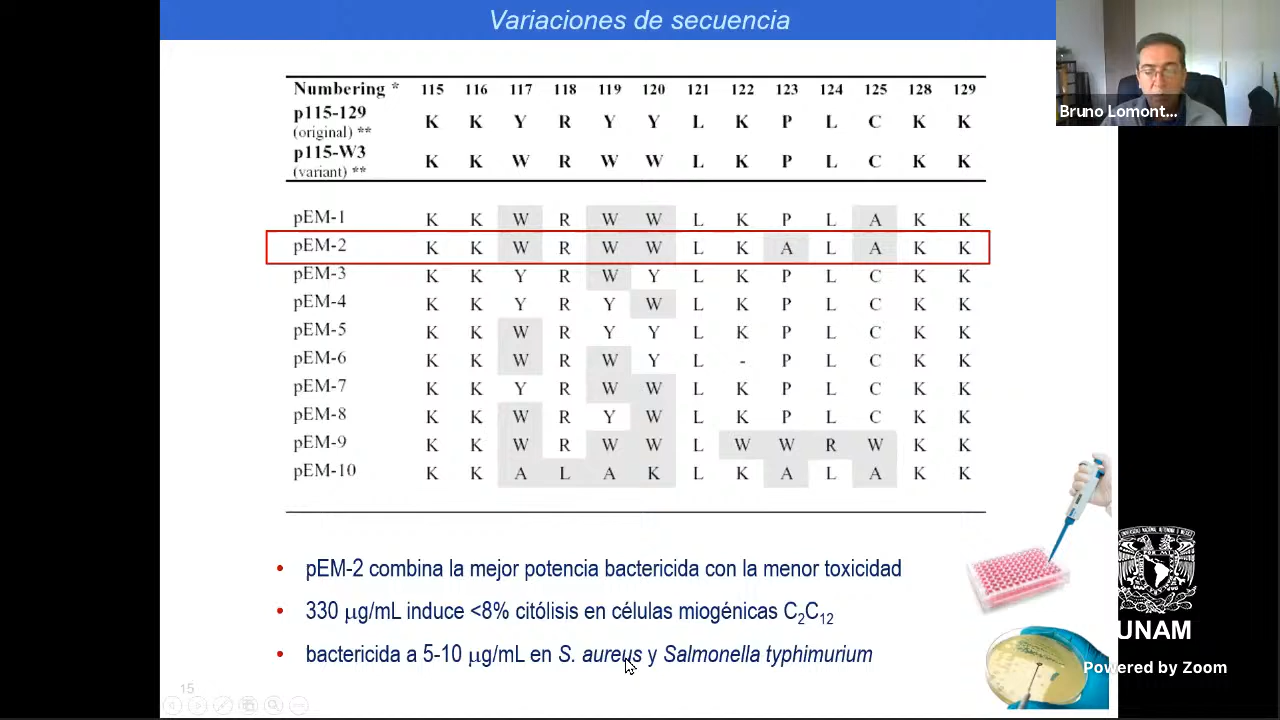 Variaciones de secuencia
Bruno Lomont...
Numbering * 115 116 117 118 119 120 121 122 123 124 125 128 129
p115-129 K K Y R Y Y L K P L C K K
(original) **
p115-W3 K K W R W W L K P L C K K
(variant) **
pEM-1 K K W R W W L K P L A K K
pEM-2 K K W R W W L K A L A K K
pEM-3 K K Y R W Y L K P L C K K
pEM-4 K K Y R Y W L K P L C K K
pEM-5 K K W R Y Y L K P L C K K
pEM-6 K K W R W Y L - P L C K K
pEM-7 K K Y R W W L K P L C K K
pEM-8 K K W R Y W L K P L C K K
pEM-9 K K W R W W L W W R W K K
pEM-10 K K A L A K L K A L A K K
• pEM-2 combina la mejor potencia bactericida con la menor toxicidad
• 330 µg/mL induce <8% citólisis en células miogénicas C2C12
• bactericida a 5-10 µg/mL en S. aureus y Salmonella typhimurium
UNAM
Powered by Zoom
15